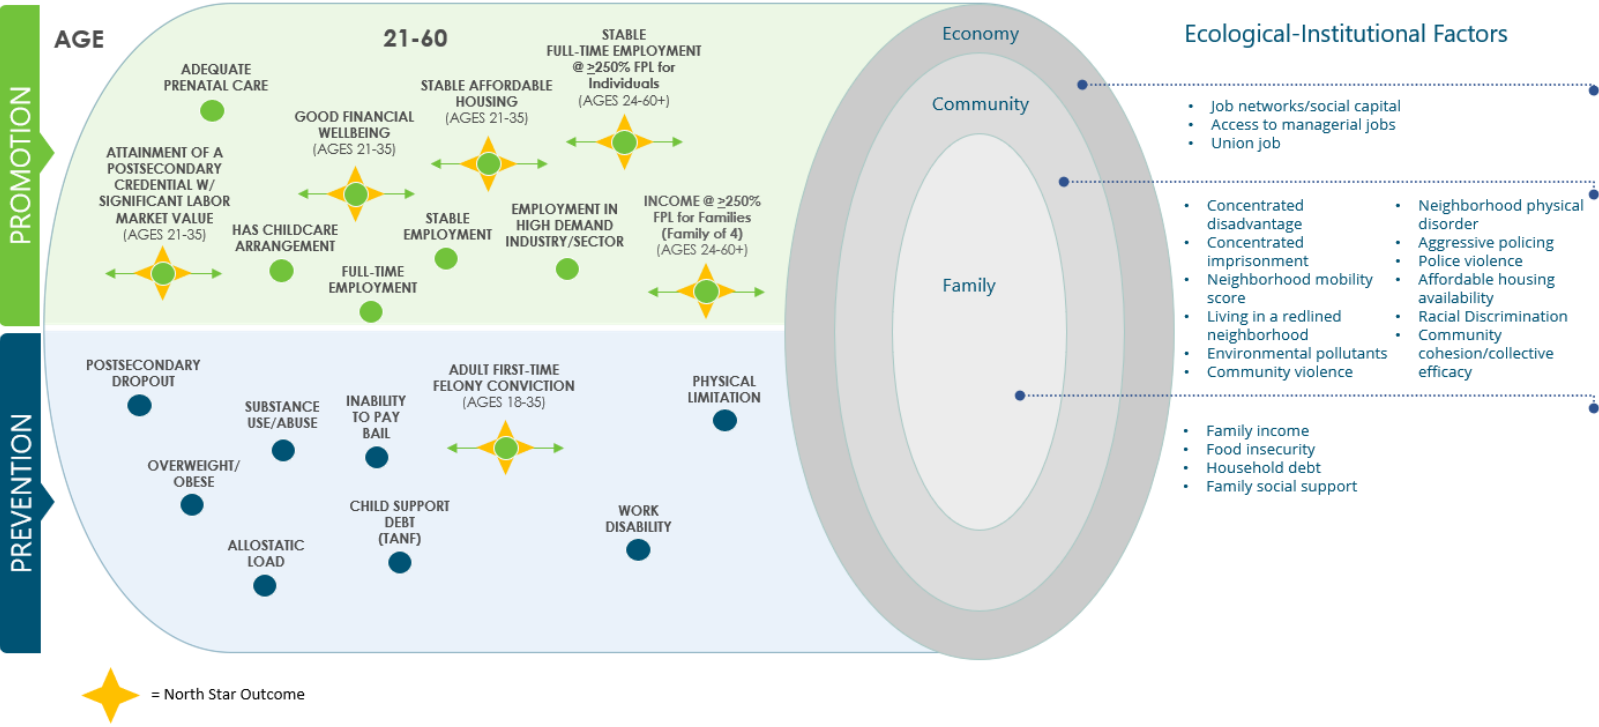 AGE
21-60
PROMOTION
ADEQUATE
PRENATAL CARE
ATTAINMENT OF A
POSTSECONDARY
CREDENTIAL W/
SIGNIFICANT LABOR
MARKET VALUE
(AGES 21-35)
GOOD FINANCIAL
WELLBEING
(AGES 21-35)
HAS CHILDCARE
ARRANGEMENT
FULL-TIME
EMPLOYMENT
STABLE AFFORDABLE
HOUSING
(AGES 21-35)
STABLE
EMPLOYMENT
STABLE
FULL-TIME EMPLOYMENT
@ ≥250% FPL for
Individuals
(AGES 24-60+)
EMPLOYMENT IN
HIGH DEMAND
INDUSTRY/SECTOR
INCOME @ ≥250%
FPL for Families
(Family of 4)
(AGES 24-60+)
PREVENTION
POSTSECONDARY
DROPOUT
OVERWEIGHT/
OBESE
SUBSTANCE
USE/ABUSE
ALLOSTATIC
LOAD
INABILITY
TO PAY
BAIL
CHILD SUPPORT
DEBT
(TANF)
ADULT FIRST-TIME
FELONY CONVICTION
(AGES 18-35)
WORK
DISABILITY
PHYSICAL
LIMITATION
Economy
Community
Family
Ecological-Institutional Factors
• Job networks/social capital
• Access to managerial jobs
• Union job
• Concentrated
disadvantage
• Concentrated
imprisonment
• Neighborhood mobility
score
• Living in a redlined
neighborhood
• Environmental pollutants
• Community violence
• Neighborhood physical
disorder
• Aggressive policing
• Police violence
• Affordable housing
availability
• Racial Discrimination
• Community
cohesion/collective
efficacy
• Family income
• Food insecurity
• Household debt
• Family social support
= North Star Outcome